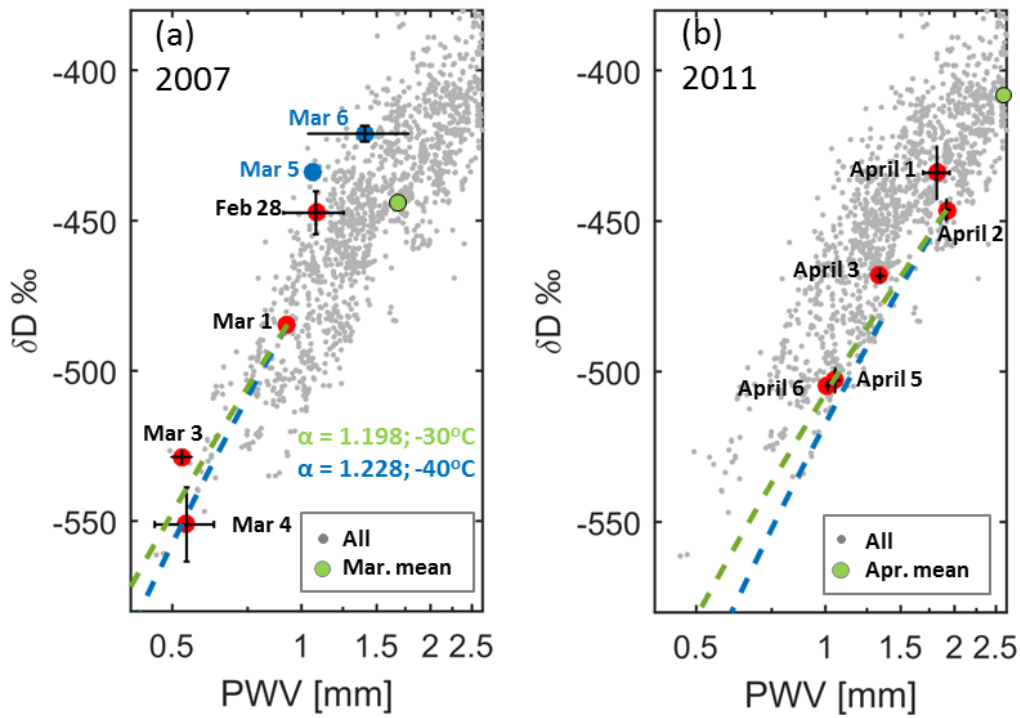 (a)
2007
-400
-450
-500
-550
δD ‰
Mar 6
Mar 5
Feb 28
Mar 1
Mar 3
Mar 4
α = 1.198; -30⁰C
α = 1.228; -40⁰C
All
Mar. mean
0.5 1 1.5 2 2.5
PWV [mm]
(b)
2011
-400
-450
-500
-550
δD ‰
April 1
April 2
April 3
April 5
April 6
All
Apr. mean
0.5 1 1.5 2 2.5
PWV [mm]